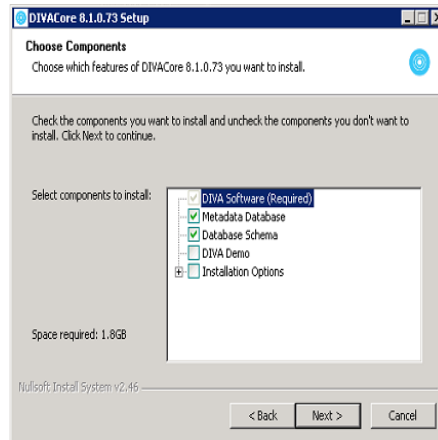 DIVACore 8.1.0.73 Setup
Choose Components
Choose which features of DIVACore 8.1.0.73 you want to install.
Check the components you want to install and uncheck the components you don't want to
install. Click Next to continue.
Select components to install:
DIVA Software (Required)
Metadata Database
Database Schema
DIVA Demo
Installation Options
Space required: 1.8GB
Nullsoft Install System v2.46
< Back
Next >
Cancel